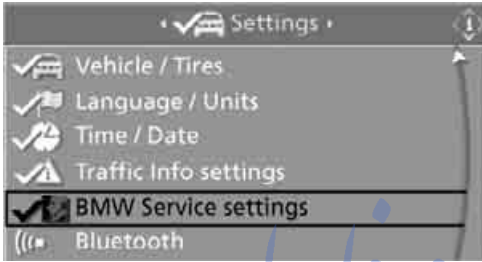 Settings
Vehicle / Tires
Language / Units
Time / Date
Traffic Info settings
BMW Service settings
Bluetooth